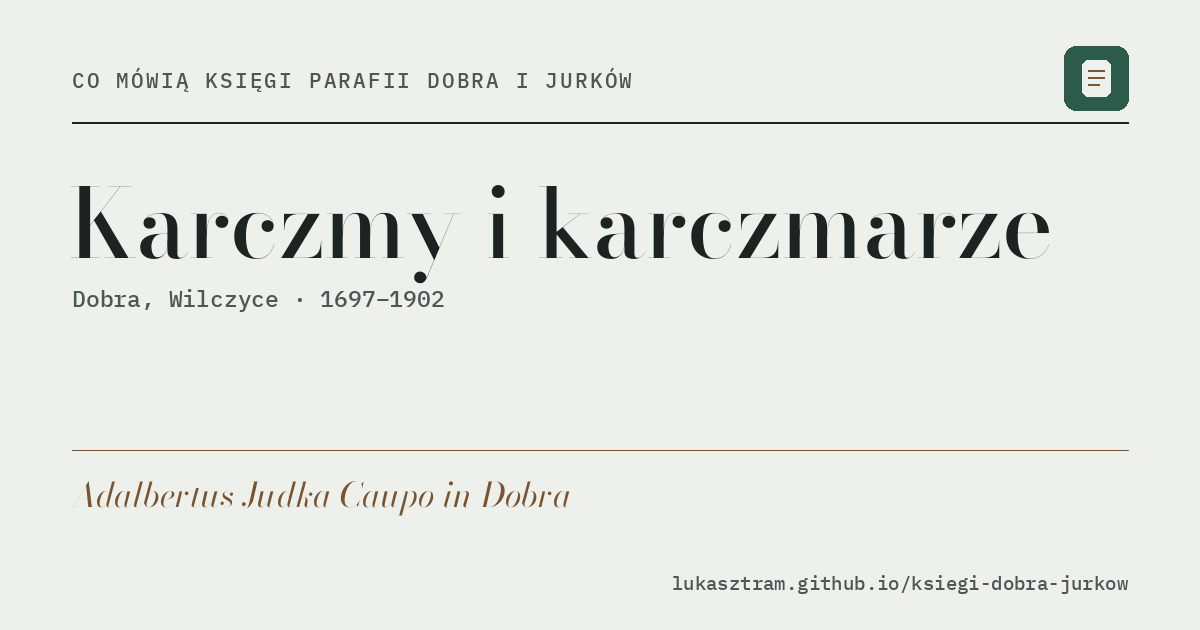 CO MÓWIĄ KSIĘGI PARAFII DOBRA I JURKÓW
Karczmy i karczmarze
Dobra, Wilczyce · 1697–1902
Adalbertus Judka Caupo in Dobra
lukasztram.github.io/ksiegi-dobra-jurkow